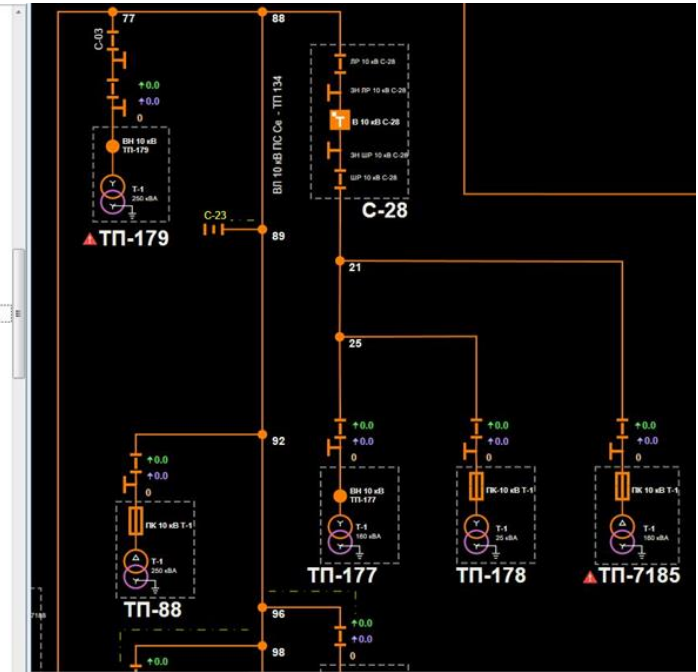 77
88
С-03
ВЛ 10 кВ ПС Се - ТП 134
ЛР 10 кВ С-28
ЗН ЛР 10 кВ С-28
В 10 кВ С-28
ЗН ШР 10 кВ С-28
ШР 10 кВ С-28
С-28
0.0
0.0
0
ВН 10 кВ
ТП-179
Т-1
250 кВА
ТП-179
С-23
89
21
25
92
0.0
0.0
0
ПК 10 кВ Т-1
Т-1
250 кВА
ТП-88
0.0
0.0
0
ВН 10 кВ
ТП-177
Т-1
160 кВА
ТП-177
0.0
0.0
0
ПК-10 кВ Т-1
Т-1
25 кВА
ТП-178
0.0
0.0
0
ПК 10 кВ Т-1
Т-1
160 кВА
ТП-7185
96
0.0
0.0
0
98
0.0